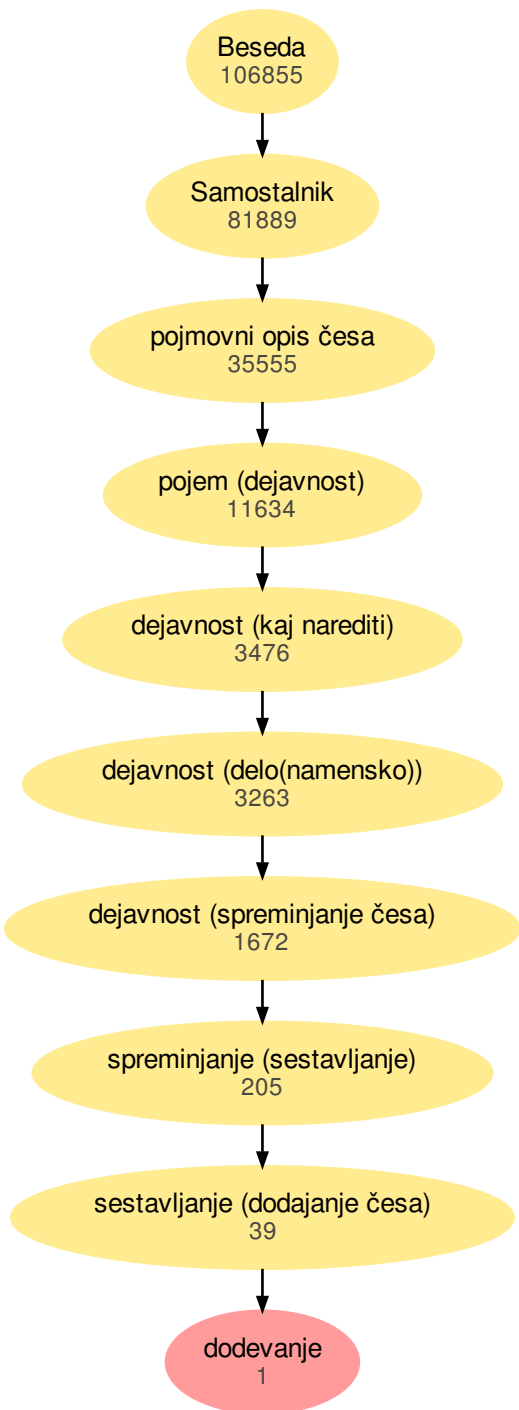 Beseda
106855
Samostalnik
81889
pojmovni opis česa
35555
pojem (dejavnost)
11634
dejavnost (kaj narediti)
3476
dejavnost (delo(namensko))
3263
dejavnost (spreminjanje česa)
1672
spreminjanje (sestavljanje)
205
sestavljanje (dodajanje česa)
39
dodevanje
1